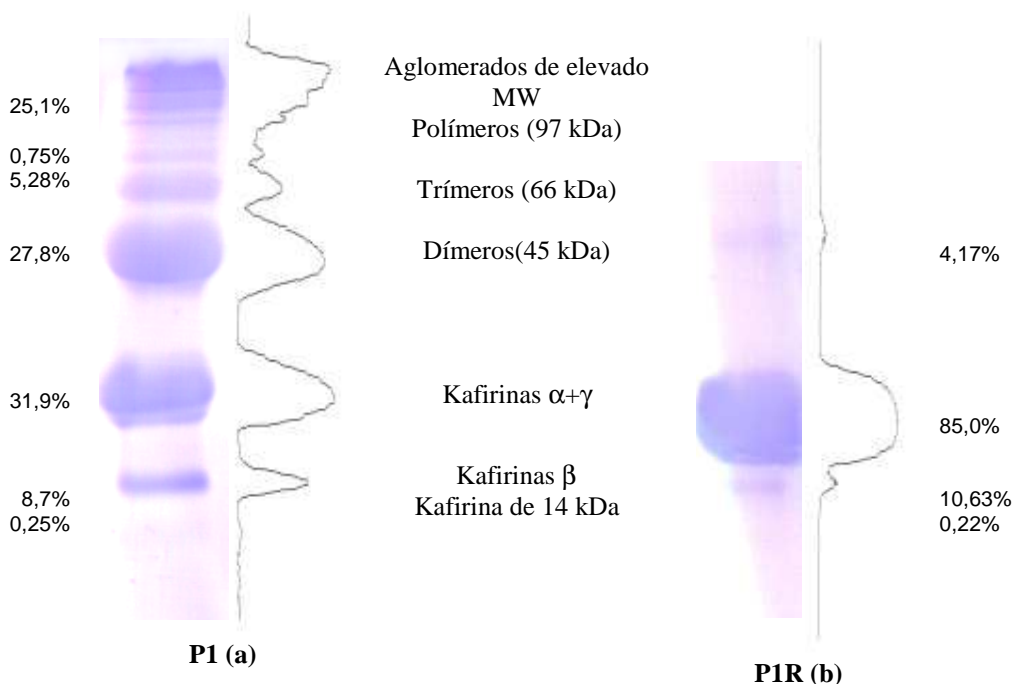 Aglomerados de elevado
MW
25,1%
Polímeros (97 kDa)
0,75%
5,28%
Trímeros (66 kDa)
27,8%
Dímeros(45 kDa)
4,17%
31,9%
Kafirinas α+γ
85,0%
Kafirinas β
8,7%
Kafirina de 14 kDa
10,63%
0,25%
0,22%
P1 (a)
P1R (b)